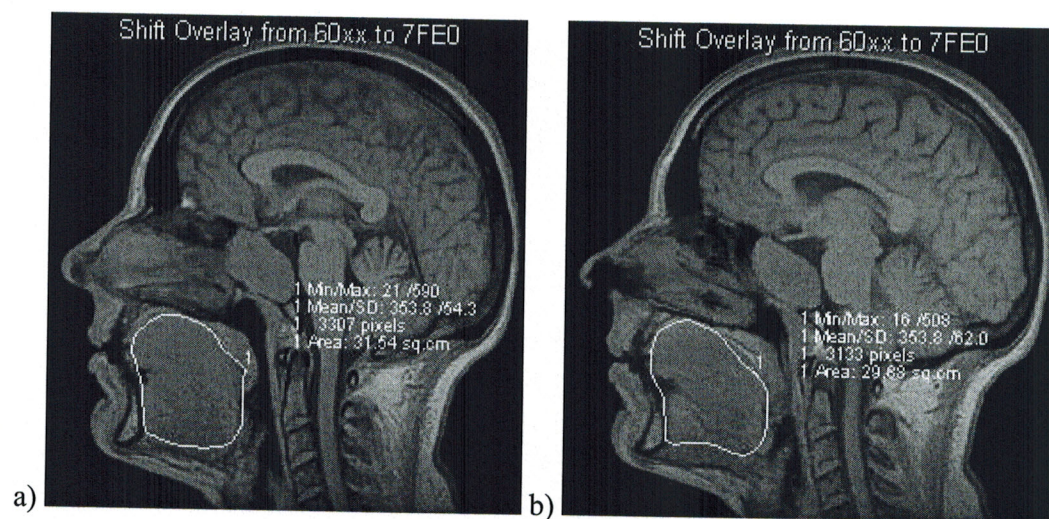 Shift Overlay from 60xx to 7FE0
1 Min/Max: 21 /590
1 Mean/SD: 353.8 /54.3
1 3307 pixels
1 Area: 31.54 sq.cm
1
a)
Shift Overlay from 60xx to 7FE0
1 Min/Max: 16 /508
1 Mean/SD: 353.8 /62.0
1 3133 pixels
1 Area: 29.88 sq.cm
1
b)